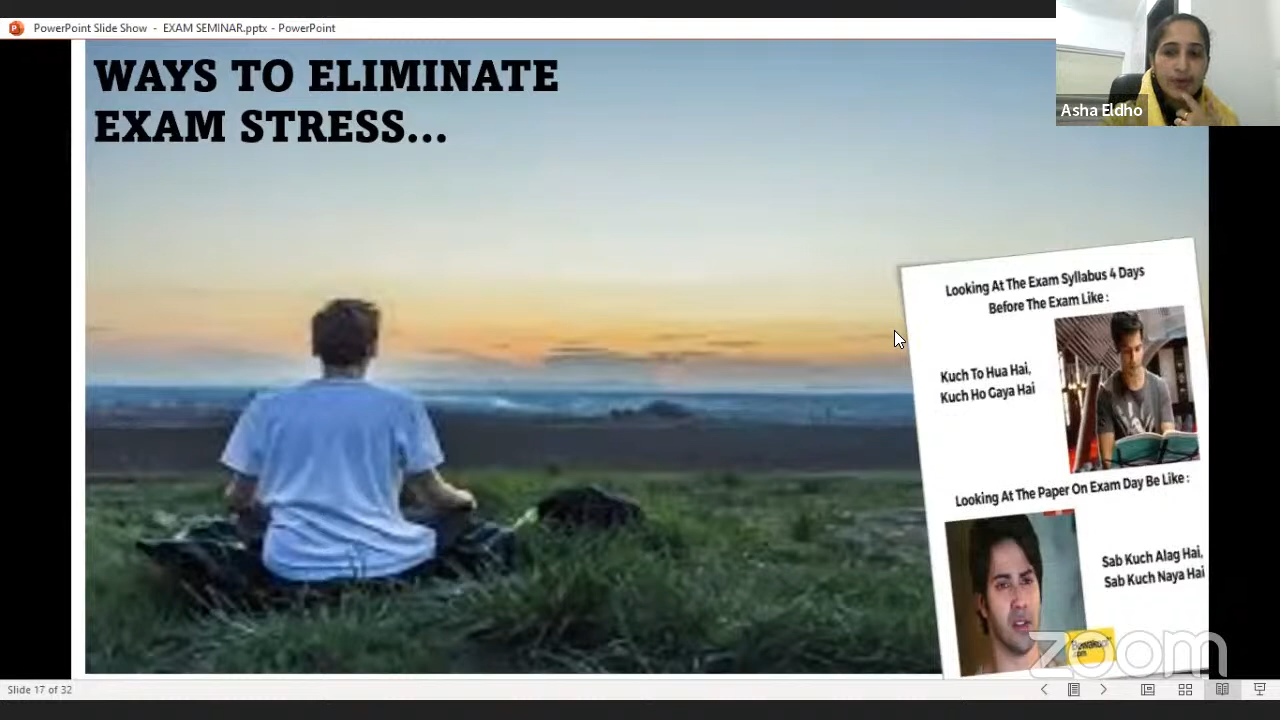 PowerPoint Slide Show - EXAM SEMINAR.pptx - PowerPoint
WAYS TO ELIMINATE
EXAM STRESS...
Asha Eldho
Looking At The Exam Syllabus 4 Days
Before The Exam Like :
Kuch To Hua Hai,
Kuch Ho Gaya Hai
Looking At The Paper On Exam Day Be Like :
Sab Kuch Alag Hai,
Sab Kuch Naya Hai
zoom
Slide 17 of 32